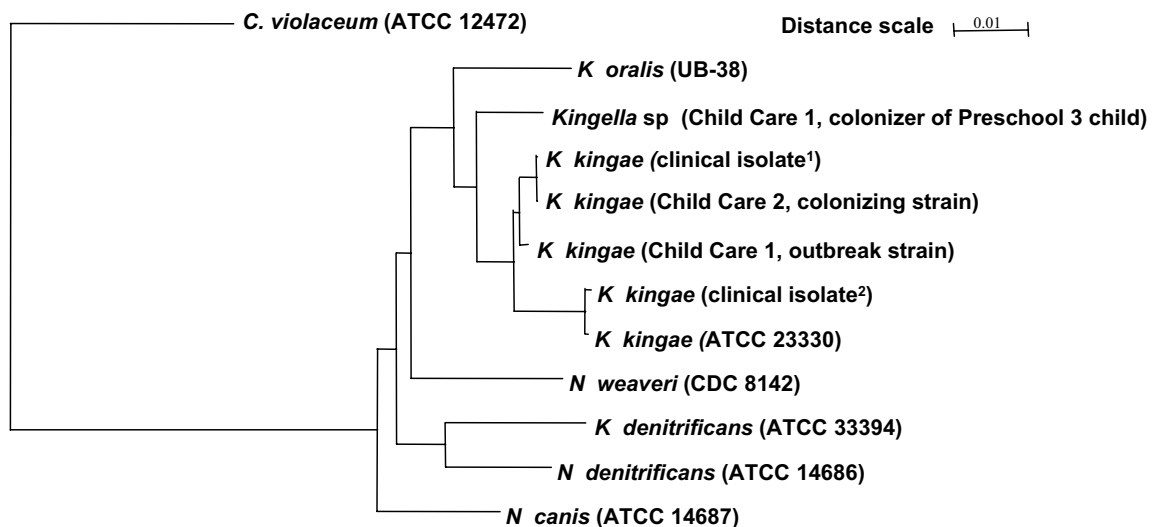 C. violaceum (ATCC 12472)
Distance scale 0.01
K oralis (UB-38)
Kingella sp (Child Care 1, colonizer of Preschool 3 child)
K kingae (clinical isolate¹)
K kingae (Child Care 2, colonizing strain)
K kingae (Child Care 1, outbreak strain)
K kingae (clinical isolate²)
K kingae (ATCC 23330)
N weaveri (CDC 8142)
K denitrificans (ATCC 33394)
N denitrificans (ATCC 14686)
N canis (ATCC 14687)